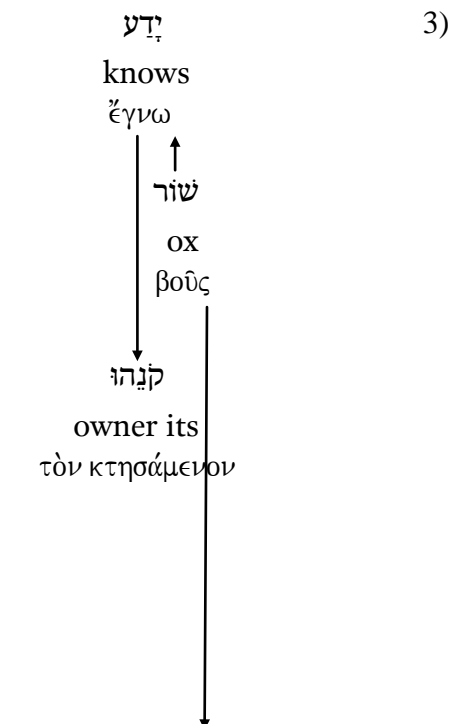 יָדַע
3)
knows
ἔγνω
שׁוֹר
ox
βοῦς
קֹנֵהוּ
owner its
τὸν κτησάμενον